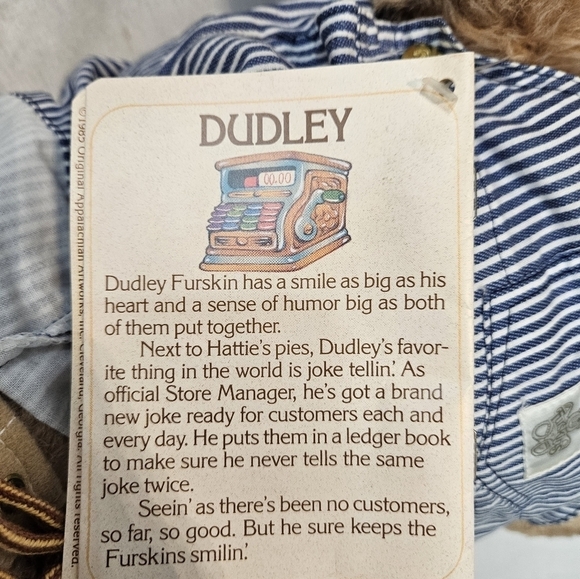 DUDLEY
00.00
Dudley Furskin has a smile as big as his
heart and a sense of humor big as both
of them put together.
Next to Hattie's pies, Dudley's favor-
ite thing in the world is joke tellin'. As
official Store Manager, he's got a brand
new joke ready for customers each and
every day. He puts them in a ledger book
to make sure he never tells the same
joke twice.
Seein' as there's been no customers,
so far, so good. But he sure keeps the
Furskins smilin'.
©1985 Original Appalachian Artworks, Inc., Cleveland, Georgia. All rights reserved.